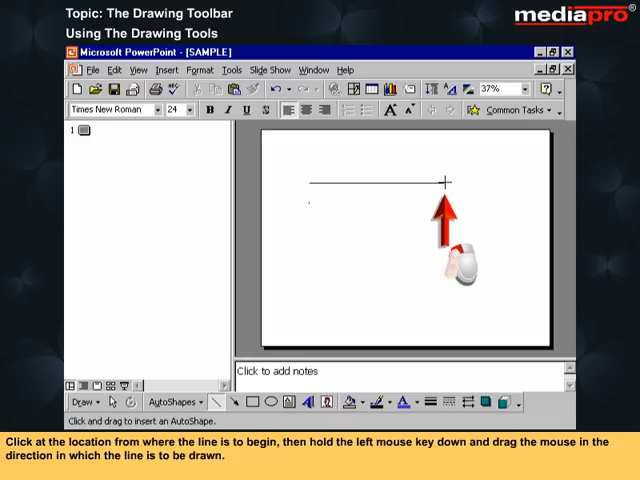 Topic: The Drawing Toolbar
Using The Drawing Tools
mediapro®
Microsoft PowerPoint - [SAMPLE]
File Edit View Insert Format Tools Slide Show Window Help
37%
Times New Roman 24 B I U S A A Common Tasks
1
Click to add notes
Draw AutoShapes A A
Click and drag to insert an AutoShape.
Click at the location from where the line is to begin, then hold the left mouse key down and drag the mouse in the
direction in which the line is to be drawn.